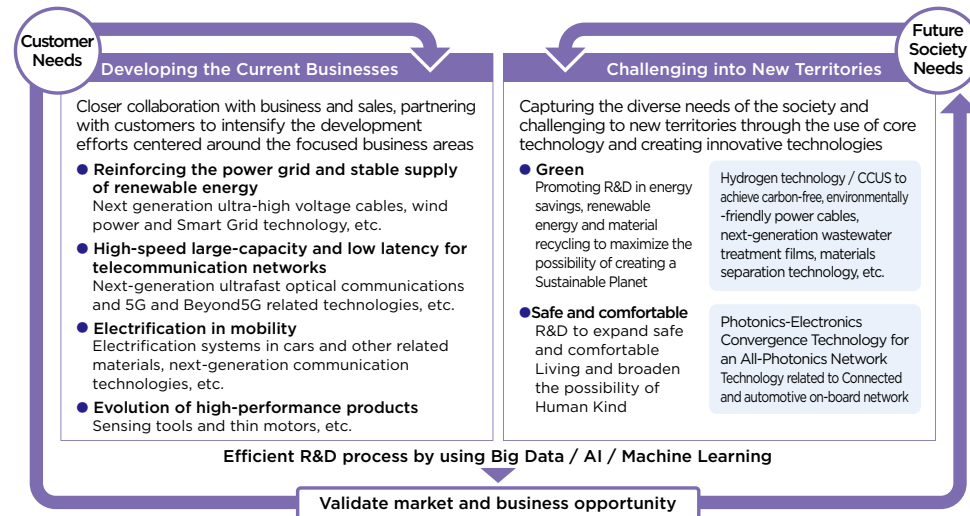 Customer
Needs
Future
Society
Needs
Developing the Current Businesses
Closer collaboration with business and sales, partnering
with customers to intensify the development
efforts centered around the focused business areas
● Reinforcing the power grid and stable supply
of renewable energy
Next generation ultra-high voltage cables, wind
power and Smart Grid technology, etc.
● High-speed large-capacity and low latency for
telecommunication networks
Next-generation ultrafast optical communications
and 5G and Beyond5G related technologies, etc.
● Electrification in mobility
Electrification systems in cars and other related
materials, next-generation communication
technologies, etc.
● Evolution of high-performance products
Sensing tools and thin motors, etc.
Challenging into New Territories
Capturing the diverse needs of the society and
challenging to new territories through the use of core
technology and creating innovative technologies
● Green
Promoting R&D in energy
savings, renewable
energy and material
recycling to maximize the
possibility of creating a
Sustainable Planet
Hydrogen technology / CCUS to
achieve carbon-free, environmentally
-friendly power cables,
next-generation wastewater
treatment films, materials
separation technology, etc.
●Safe and comfortable
R&D to expand safe
and comfortable
Living and broaden
the possibility of
Human Kind
Photonics-Electronics
Convergence Technology for
an All-Photonics Network
Technology related to Connected
and automotive on-board network
Efficient R&D process by using Big Data / AI / Machine Learning
Validate market and business opportunity